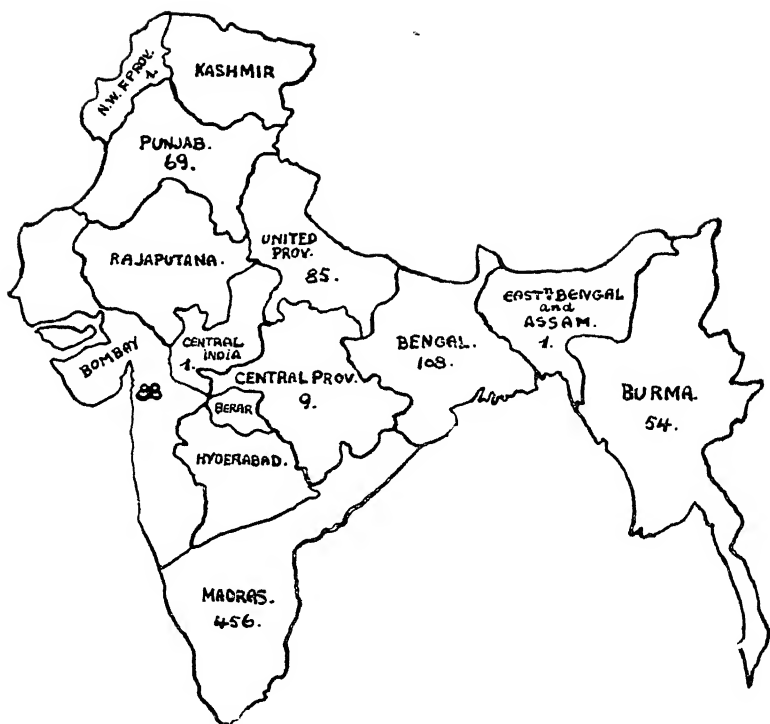 KASHMIR
N.W.F.PROV.
1.
PUNJAB.
69.
RAJAPUTANA.
UNITED
PROV.
85.
EASTN. BENGAL
and
ASSAM.
1.
CENTRAL
INDIA
1.
BENGAL.
108.
BOMBAY
88
CENTRAL PROV.
9.
BERAR
BURMA.
54.
HYDERABAD.
MADRAS.
456.